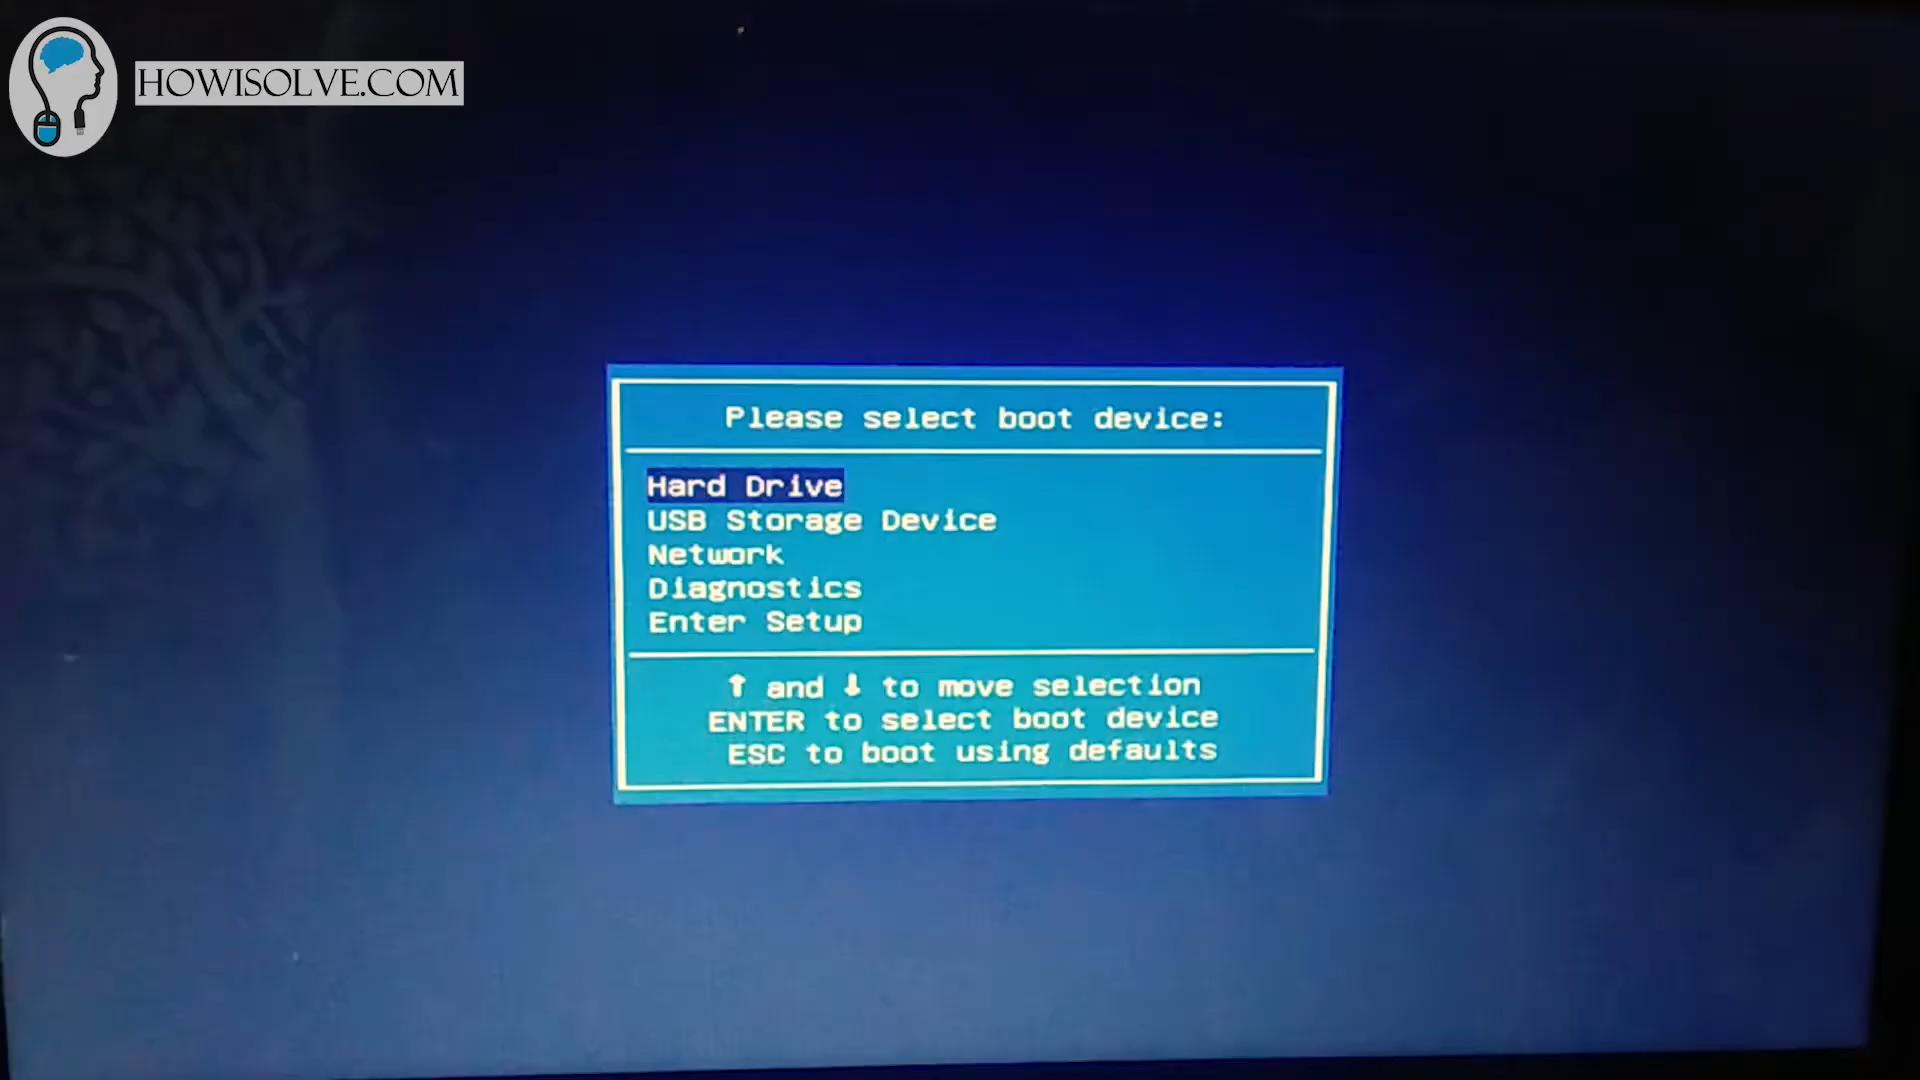 HOWISOLVE.COM
Please select boot device:
Hard Drive
USB Storage Device
Network
Diagnostics
Enter Setup
↑ and ↓ to move selection
ENTER to select boot device
ESC to boot using defaults